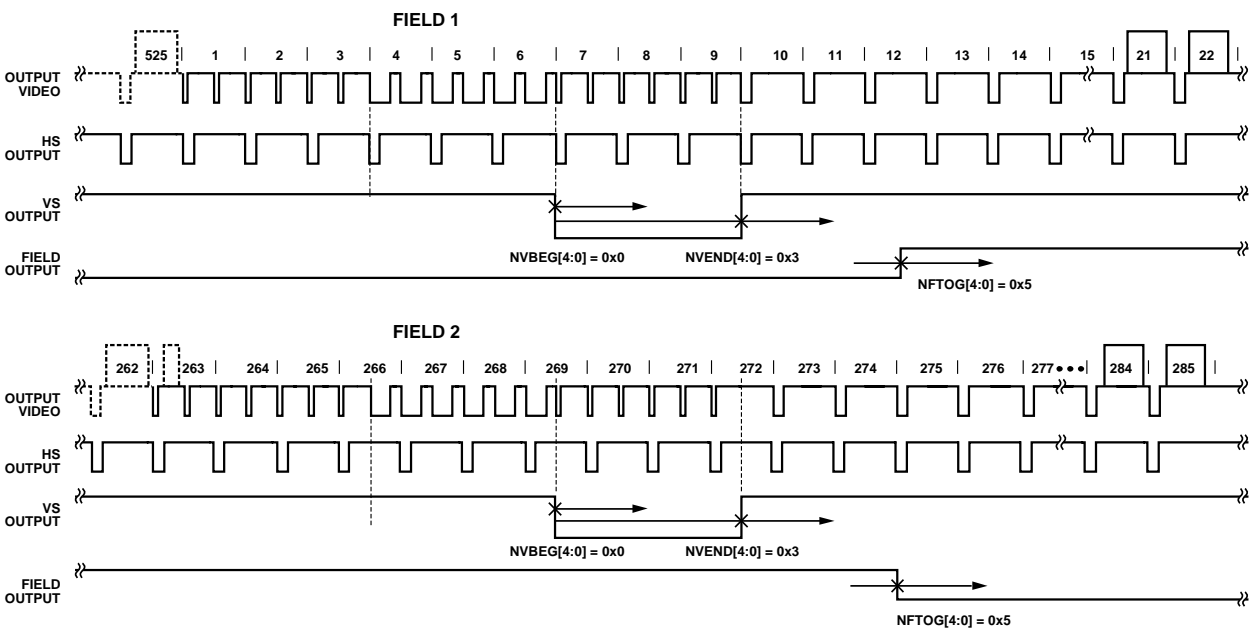 FIELD 1
525 1 2 3 4 5 6 7 8 9 10 11 12 13 14 15 21 22
OUTPUT
VIDEO
HS
OUTPUT
VS
OUTPUT
NVBEG[4:0] = 0x0 NVEND[4:0] = 0x3
FIELD
OUTPUT
NFTOG[4:0] = 0x5
FIELD 2
262 263 264 265 266 267 268 269 270 271 272 273 274 275 276 277 ••• 284 285
OUTPUT
VIDEO
HS
OUTPUT
VS
OUTPUT
NVBEG[4:0] = 0x0 NVEND[4:0] = 0x3
FIELD
OUTPUT
NFTOG[4:0] = 0x5